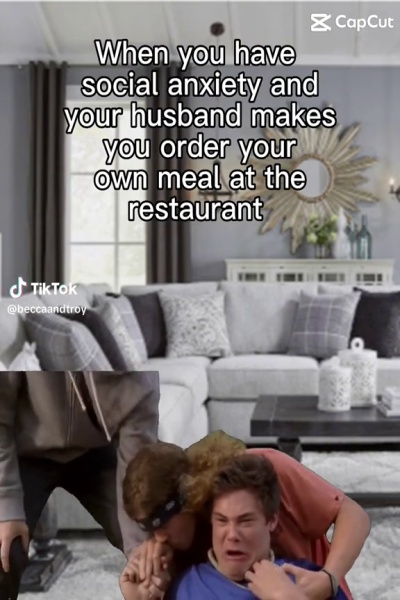 CapCut
When you have
social anxiety and
your husband makes
you order your
own meal at the
restaurant
TikTok
@beccaandtroy